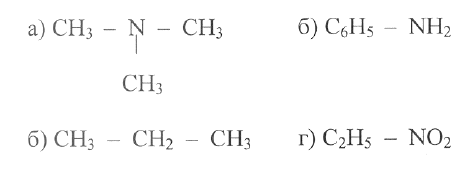 а) CH₃ – N – CH₃ б) C₆H₅ – NH₂
|
CH₃
б) CH₃ – CH₂ – CH₃ г) C₂H₅ – NO₂